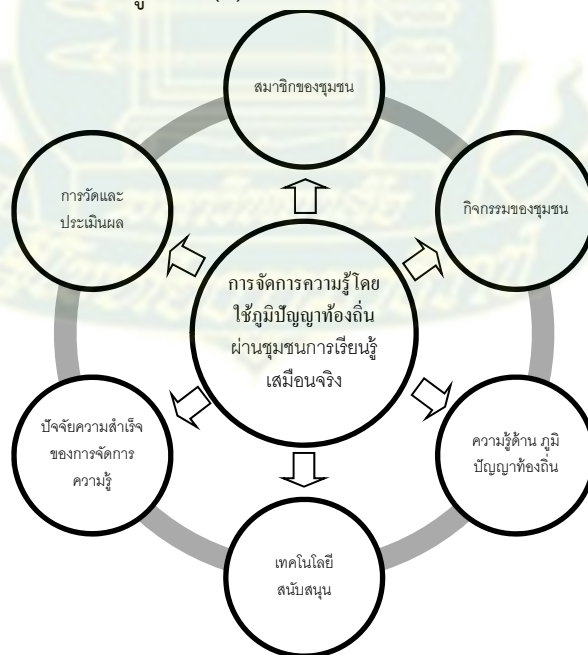 สมาชิกของชุมชน
กิจกรรมของชุมชน
ความรู้ด้าน ภูมิ
ปัญญาท้องถิ่น
เทคโนโลยี
สนับสนุน
ปัจจัยความสำเร็จ
ของการจัดการ
ความรู้
การวัดและ
ประเมินผล
การจัดการความรู้โดย
ใช้ภูมิปัญญาท้องถิ่น
ผ่านชุมชนการเรียนรู้
เสมือนจริง